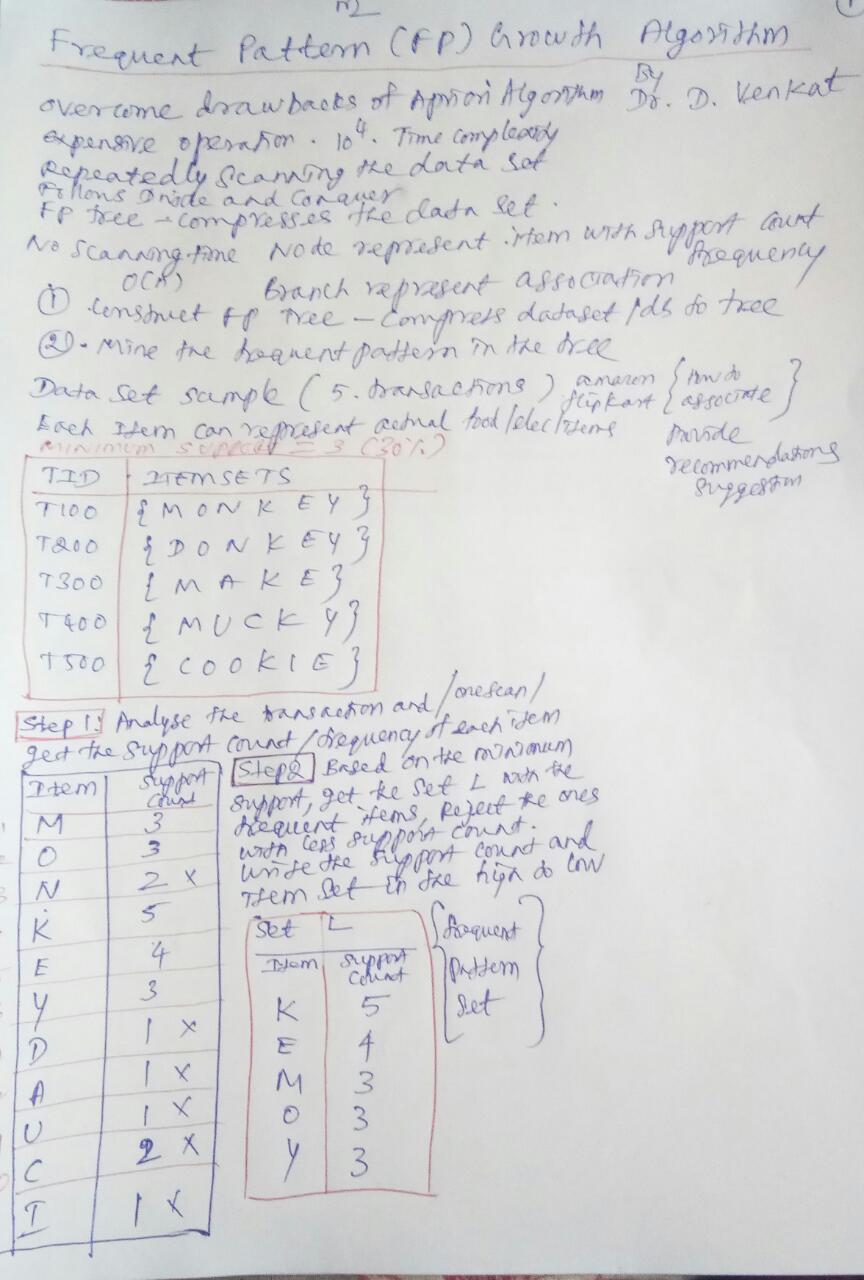 Frequent Pattern (FP) Growth Algorithm
By
overcome drawbacks of Apriori Algorithm Dr. D. Venkat
expensive operation. 10^4. Time complexity
Repeatedly Scanning the data set
Follows Divide and Conquer
FP tree - compresses the data set.
No scanning time Node represent item with support count
frequency
O(n) Branch represent association
① Construct FP Tree - Compress dataset /db to tree
②. Mine the frequent pattern in the tree
Data set sample (5. transactions) amazon { how to
flipkart { associate }
Each Item can represent actual food/elec/items Provide
recommendations
suggestion
MINIMUM SUPPORT = 3 (30%)
TID ITEMSETS
T100 { M O N K E Y }
T200 { D O N K E Y }
T300 { M A K E }
T400 { M U C K Y }
T500 { C O O K I E }
Step 1: Analyse the transaction and /one scan/
get the support count / frequency of each item
Item Support Count
M 3
O 3
N 2 x
K 5
E 4
Y 3
D 1 x
A 1 x
U 1 x
C 2 x
I 1 x
Step 2 Based on the minimum
support, get the set L with the
frequent items, Reject the ones
with less support count.
write the support count and
Item set in the high to low
Set L
Item Support Count
K 5
E 4
M 3
O 3
Y 3
{ frequent
pattern
set }